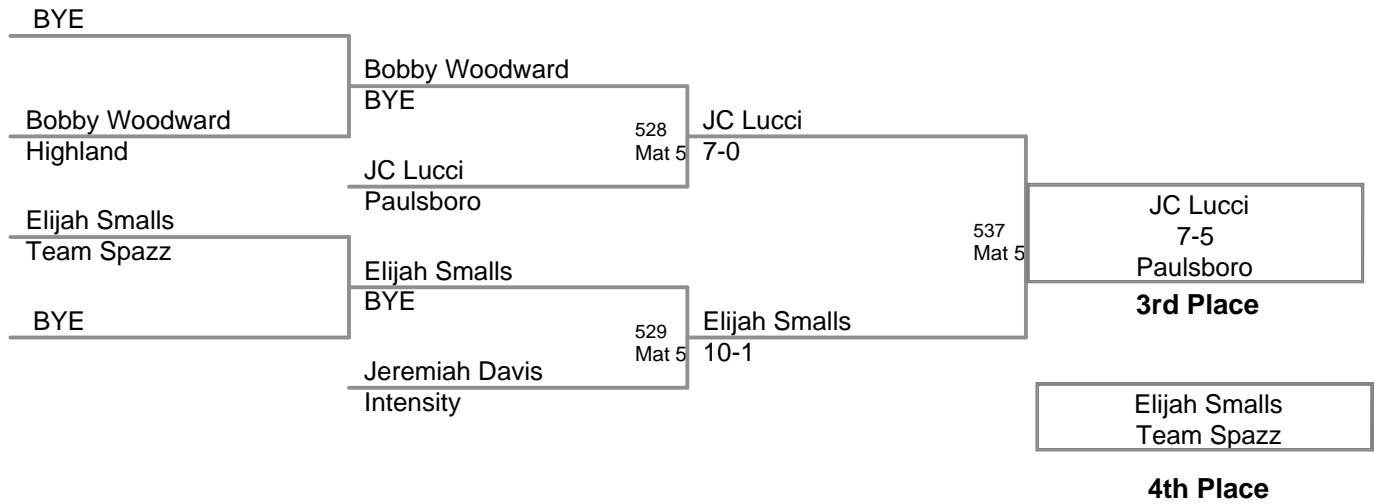 BYE
Bobby Woodward
BYE
Bobby Woodward
Highland
528
Mat 5
JC Lucci
7-0
JC Lucci
Paulsboro
Elijah Smalls
Team Spazz
537
Mat 5
JC Lucci
7-5
Paulsboro
3rd Place
Elijah Smalls
BYE
BYE
529
Mat 5
Elijah Smalls
10-1
Jeremiah Davis
Intensity
Elijah Smalls
Team Spazz
4th Place